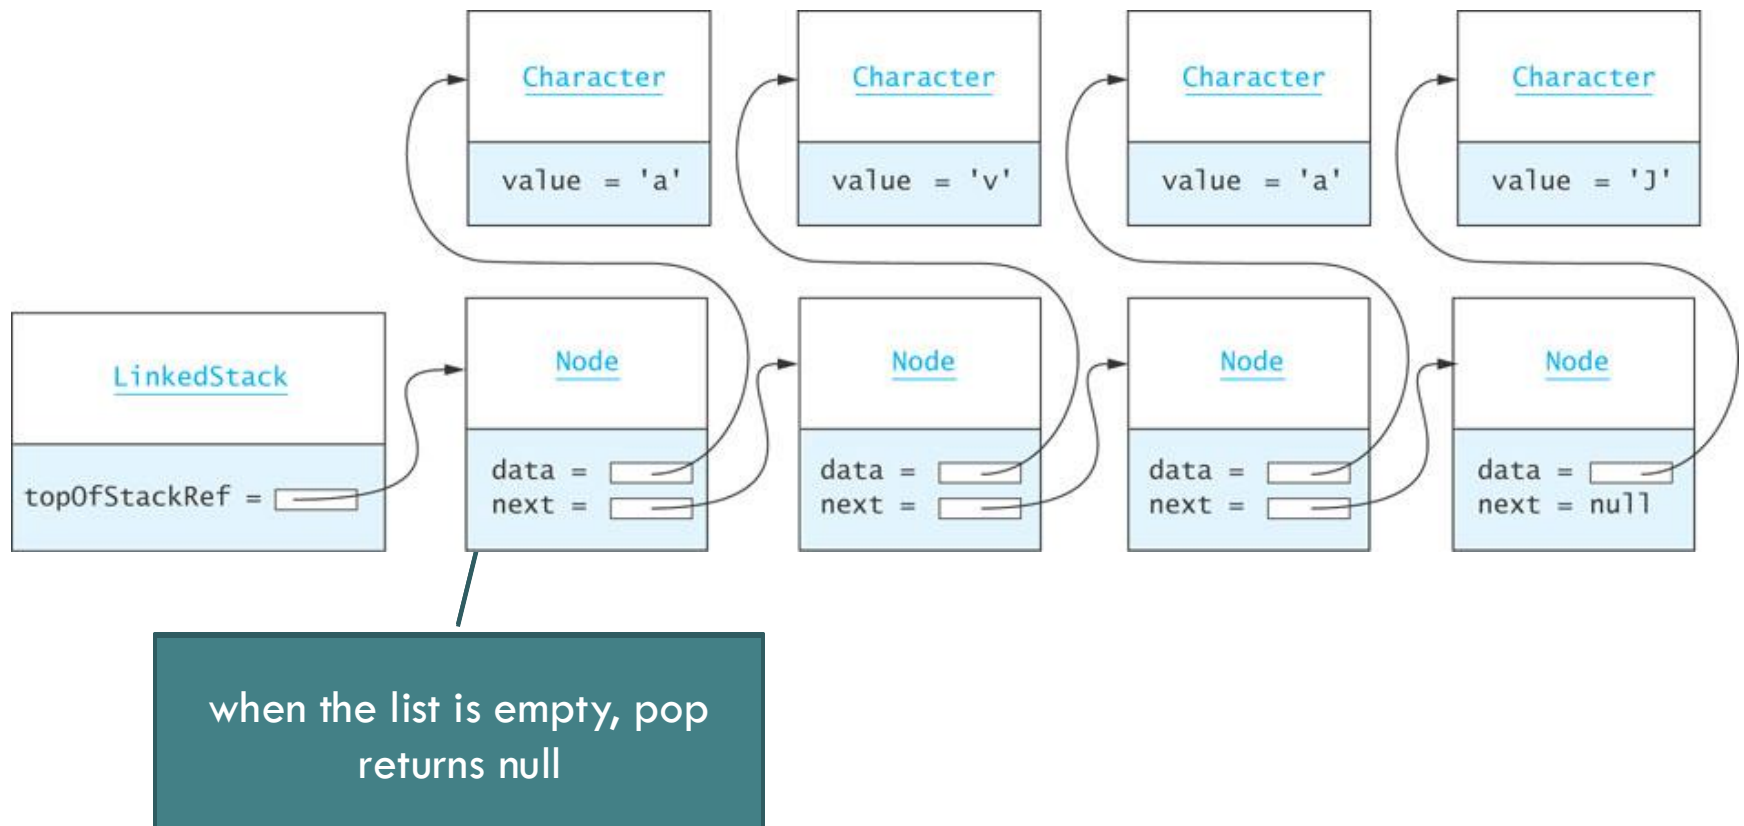 Character
value = 'a'
Character
value = 'v'
Character
value = 'a'
Character
value = 'J'
LinkedStack
topOfStackRef =
Node
data =
next =
Node
data =
next =
Node
data =
next =
Node
data =
next = null
when the list is empty, pop
returns null